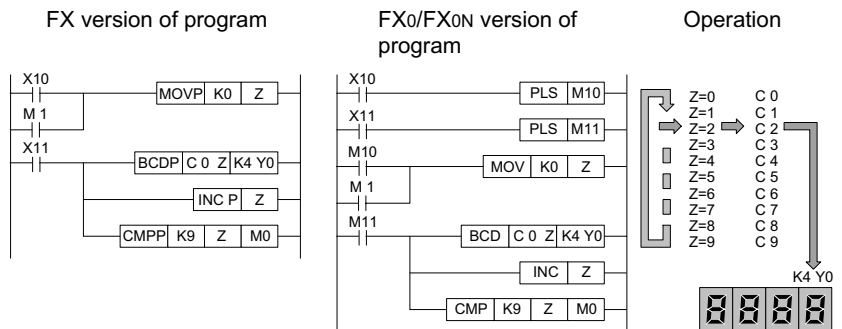 FX version of program
X10
MOVP K0 Z
M 1
X11
BCDP C 0 Z K4 Y0
INC P Z
CMPP K9 Z M0
FX0/FX0N version of
program
X10
PLS M10
X11
PLS M11
M10
MOV K0 Z
M 1
M11
BCD C 0 Z K4 Y0
INC Z
CMP K9 Z M0
Operation
Z=0 C 0
Z=1 C 1
Z=2 C 2
Z=3 C 3
Z=4 C 4
Z=5 C 5
Z=6 C 6
Z=7 C 7
Z=8 C 8
Z=9 C 9
K4 Y0
8888